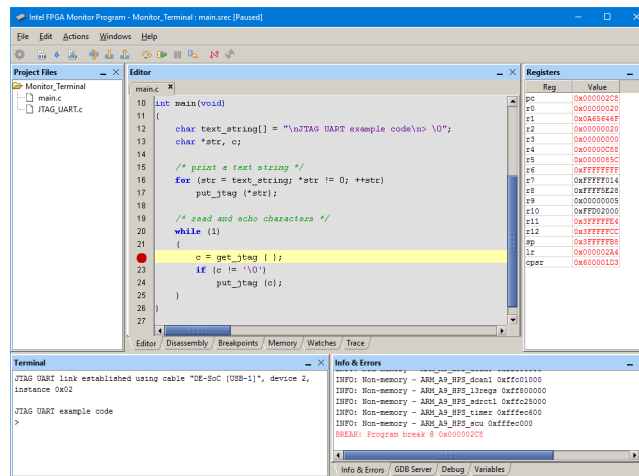 Intel FPGA Monitor Program - Monitor_Terminal : main.srec [Paused]
File Edit Actions Windows Help
Project Files
Monitor_Terminal
main.c
JTAG_UART.c
Editor
main.c
10 int main(void)
11 {
12 char text_string[] = "\nJTAG UART example code\n> \0";
13 char *str, c;
14
15 /* print a text string */
16 for (str = text_string; *str != 0; ++str)
17 put_jtag (*str);
18
19 /* read and echo characters */
20 while (1)
21 {
c = get_jtag ( );
23 if (c != '\0')
24 put_jtag (c);
25 }
26 }
27
Editor Disassembly Breakpoints Memory Watches Trace
Registers
Reg Value
pc 0x000002C8
r0 0x00000020
r1 0x0A65646F
r2 0x00000020
r3 0x00000000
r4 0x00000C88
r5 0x0000085C
r6 0xFFFFFFFF
r7 0xFFFFF014
r8 0xFFFF5E28
r9 0x00000005
r10 0xFFD02000
r11 0x3FFFFFE4
r12 0x3FFFFFCC
sp 0x3FFFFFB8
lr 0x000002A4
cpsr 0x600001D3
Terminal
JTAG UART link established using cable "DE-SoC [USB-1]", device 2,
instance 0x02
JTAG UART example code
>
Info & Errors
INFO: Non-memory - ARM_A9_HPS_dcan1 0xffc01000
INFO: Non-memory - ARM_A9_HPS_l3regs 0xff800000
INFO: Non-memory - ARM_A9_HPS_sdrctl 0xffc25000
INFO: Non-memory - ARM_A9_HPS_timer 0xfffec600
INFO: Non-memory - ARM_A9_HPS_scu 0xfffec000
BREAK: Program break @ 0x000002C8
Info & Errors GDB Server Debug Variables